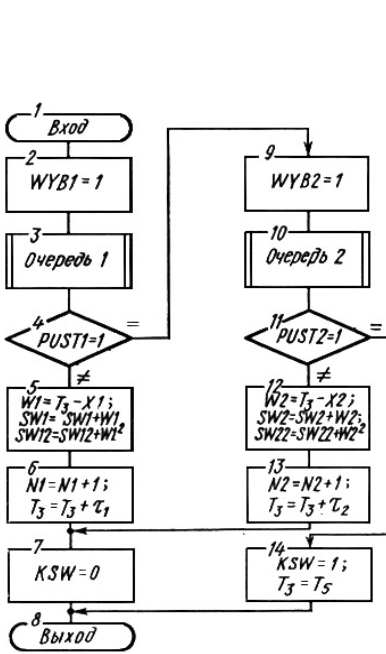 1
Вход
2
WYB1=1
3
Очередь 1
4
PUST1=1
=
≠
5
W1=T₃-X1;
SW1=SW1+W1
SW12=SW12+W1²
6
N1=N1+1;
T₃=T₃+τ₁
7
KSW=0
8
Выход
9
WYB2=1
10
Очередь 2
11
PUST2=1
=
≠
12
W2=T₃-X2;
SW2=SW2+W2;
SW22=SW22+W2²
13
N2=N2+1;
T₃=T₃+τ₂
14
KSW=1;
T₃=T₅